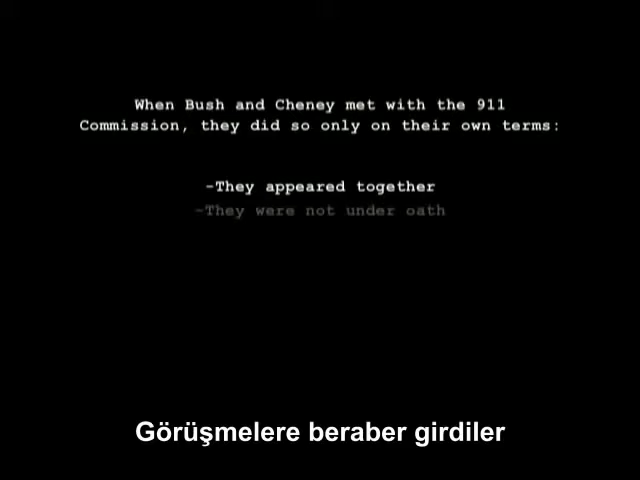 When Bush and Cheney met with the 911
Commission, they did so only on their own terms:
-They appeared together
-They were not under oath
Görüşmelere beraber girdiler